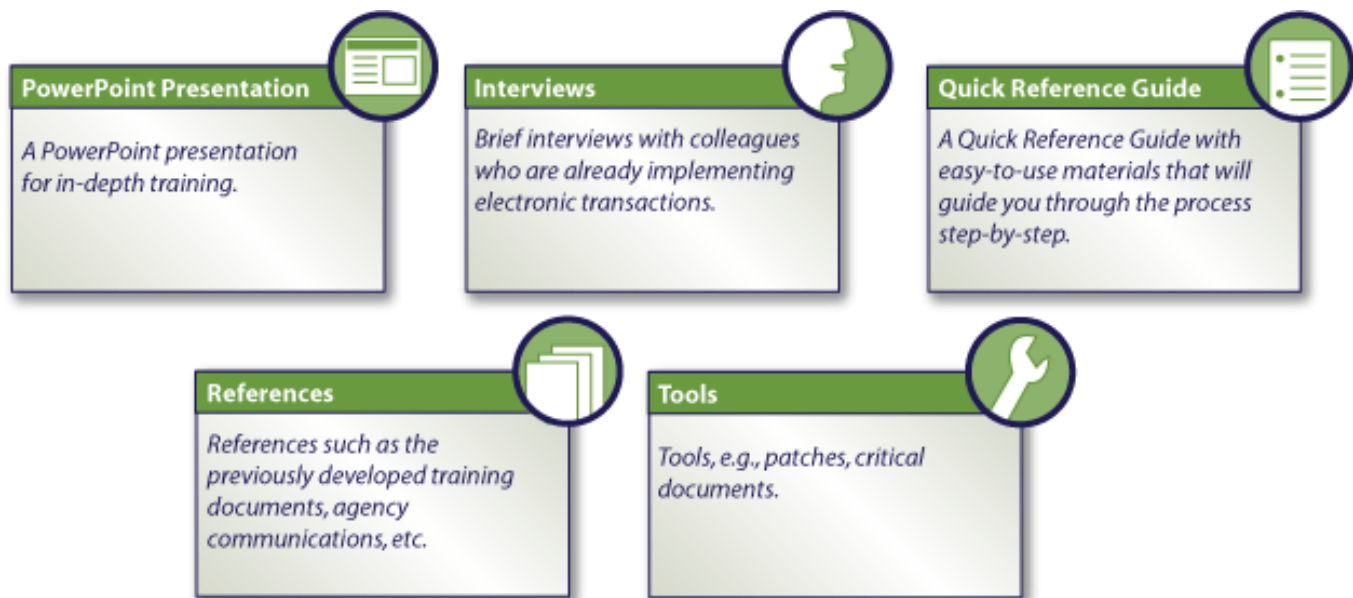 PowerPoint Presentation
A PowerPoint presentation
for in-depth training.
Interviews
Brief interviews with colleagues
who are already implementing
electronic transactions.
Quick Reference Guide
A Quick Reference Guide with
easy-to-use materials that will
guide you through the process
step-by-step.
References
References such as the
previously developed training
documents, agency
communications, etc.
Tools
Tools, e.g., patches, critical
documents.